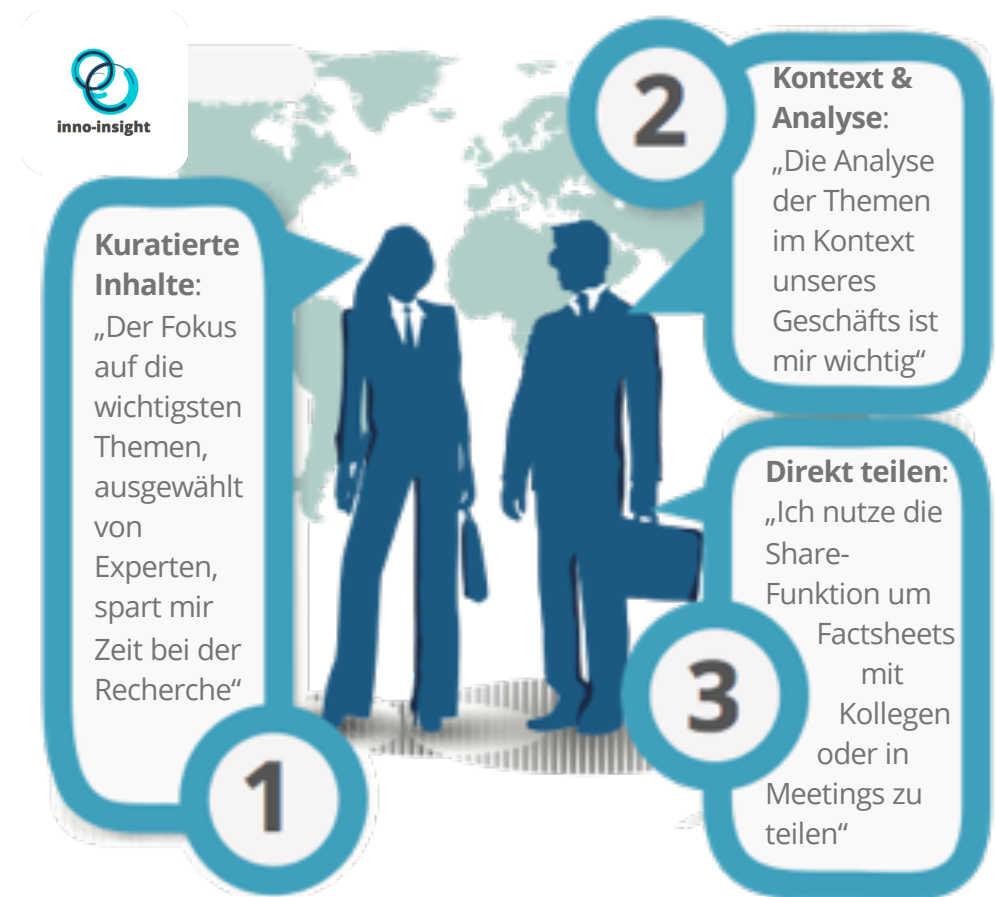 inno-insight
Kuratierte
Inhalte:
„Der Fokus
auf die
wichtigsten
Themen,
ausgewählt
von
Experten,
spart mir
Zeit bei der
Recherche“
1
2
Kontext &
Analyse:
„Die Analyse
der Themen
im Kontext
unseres
Geschäfts ist
mir wichtig“
Direkt teilen:
„Ich nutze die
Share-
Funktion um
Factsheets
mit
Kollegen
oder in
Meetings zu
teilen“
3